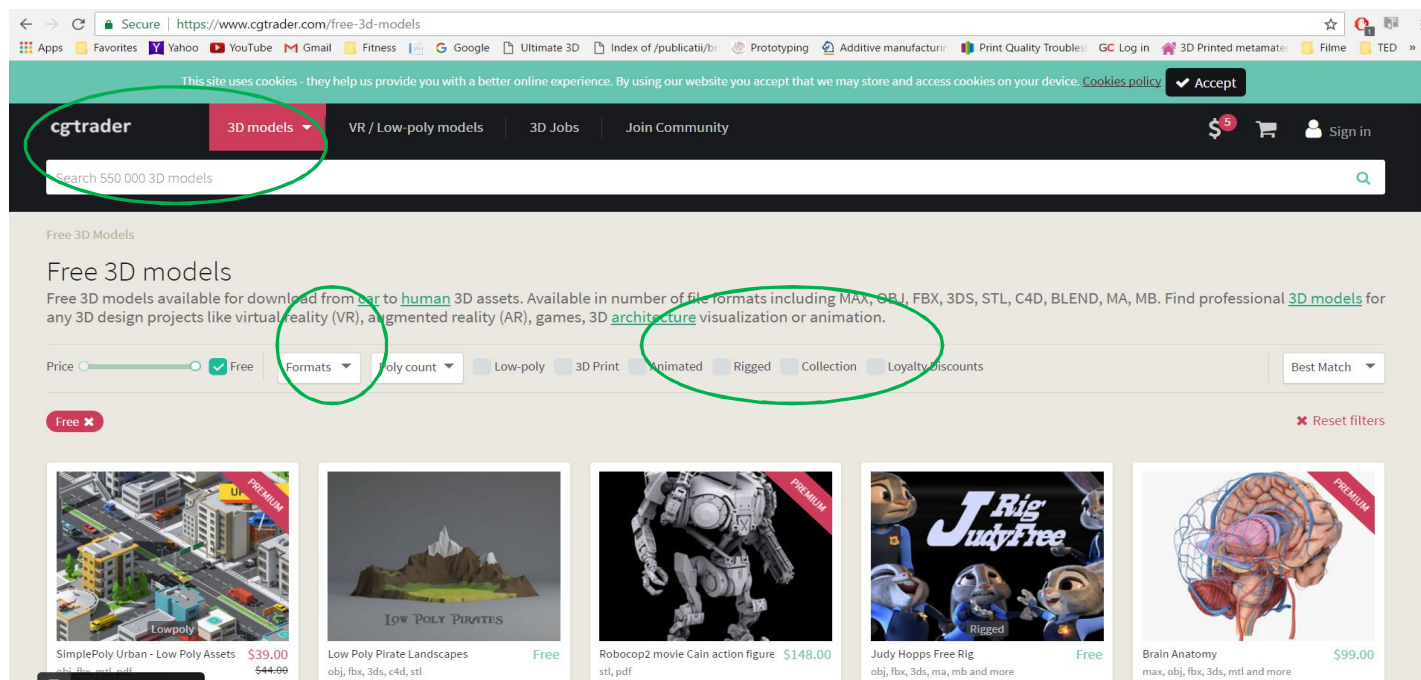 Secure | https://www.cgtrader.com/free-3d-models
Apps Favorites Yahoo YouTube Gmail Fitness Google Ultimate 3D Index of /publicatii/br Prototyping Additive manufacturin Print Quality Troubles GC Log in 3D Printed metamate Filme TED »
This site uses cookies - they help us provide you with a better online experience. By using our website you accept that we may store and access cookies on your device. Cookies policy Accept
cgtrader 3D models VR / Low-poly models 3D Jobs Join Community $ 5 Sign in
Search 550 000 3D models
Free 3D Models
Free 3D models
Free 3D models available for download from car to human 3D assets. Available in number of file formats including MAX, OBJ, FBX, 3DS, STL, C4D, BLEND, MA, MB. Find professional 3D models for
any 3D design projects like virtual reality (VR), augmented reality (AR), games, 3D architecture visualization or animation.
Price Free Formats Poly count Low-poly 3D Print Animated Rigged Collection Loyalty Discounts Best Match
Free ✖ ✖ Reset filters
PREMIUM
Lowpoly
SimplePoly Urban - Low Poly Assets $39.00
obj, fbx, mtl, pdf $44.00
LOW POLY PIRATES
Low Poly Pirate Landscapes Free
obj, fbx, 3ds, c4d, stl
PREMIUM
Robocop2 movie Cain action figure $148.00
stl, pdf
J Rig
JudyFree
Rigged
Judy Hopps Free Rig Free
obj, fbx, 3ds, ma, mb and more
PREMIUM
Brain Anatomy $99.00
max, obj, fbx, 3ds, mtl and more